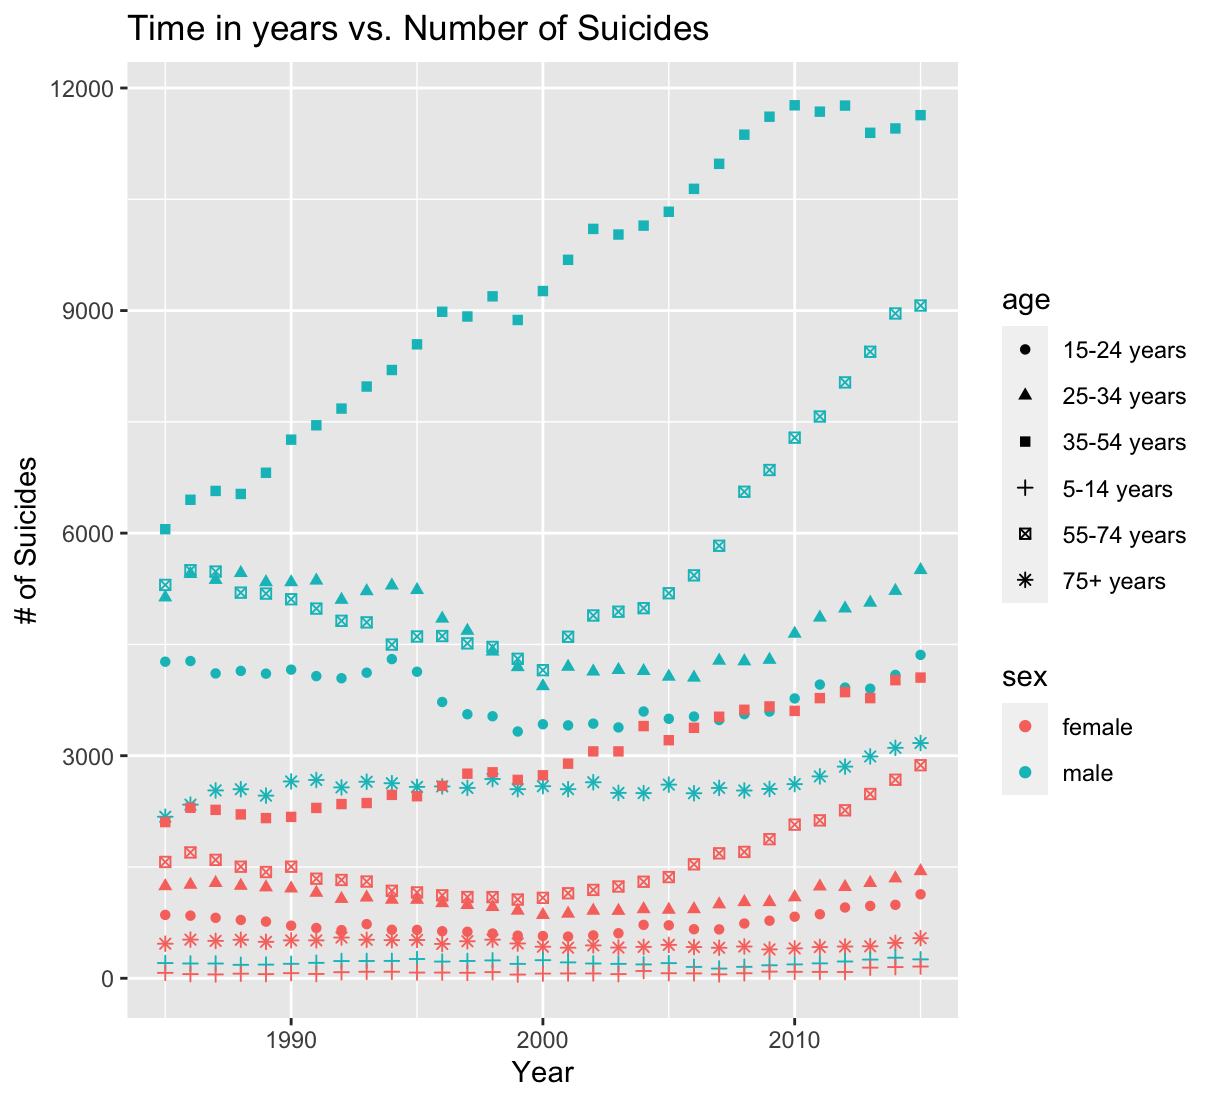 Time in years vs. Number of Suicides
12000
9000
6000
3000
0
# of Suicides
1990
2000
2010
Year
age
15-24 years
25-34 years
35-54 years
5-14 years
55-74 years
75+ years
sex
female
male